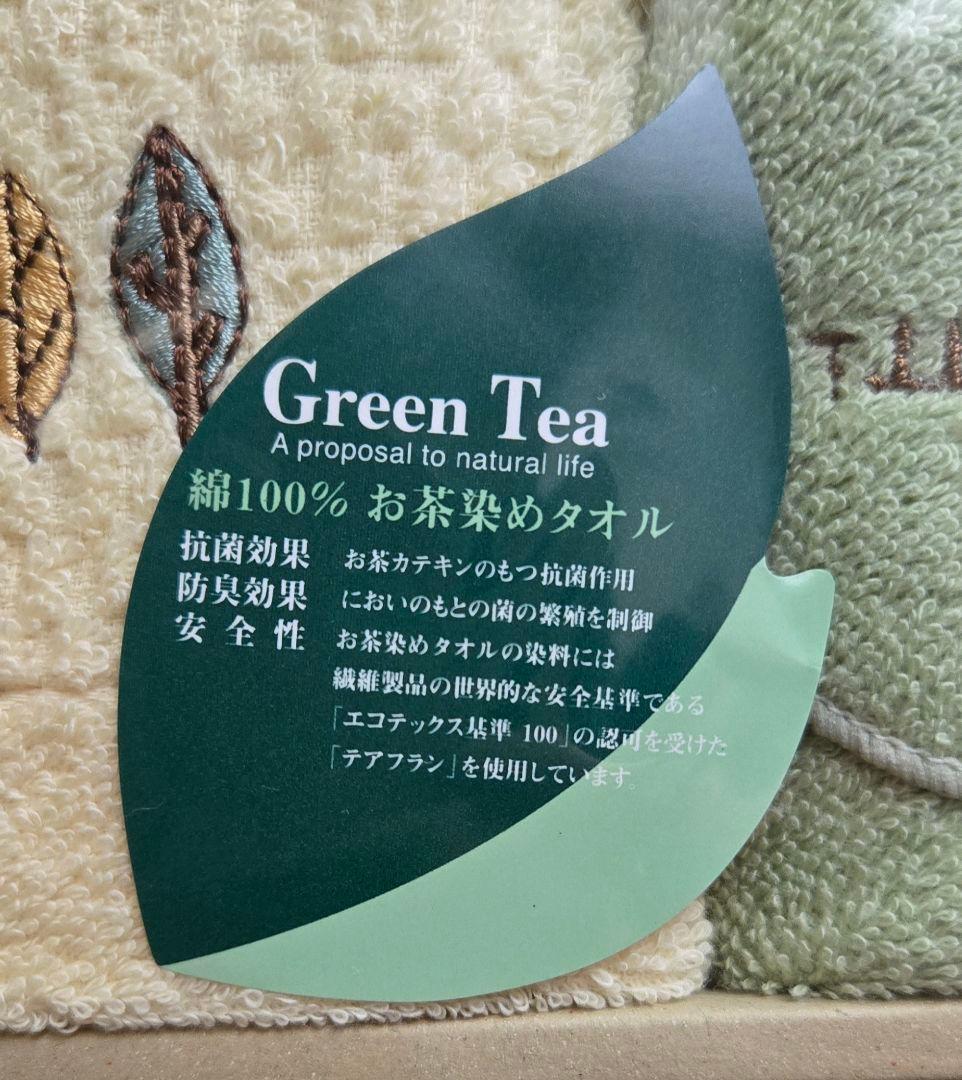 Green Tea
A proposal to natural life
綿100% お茶染めタオル
抗菌効果 お茶カテキンのもつ抗菌作用
防臭効果 においのもとの菌の繁殖を制御
安全性 お茶染めタオルの染料には
繊維製品の世界的な安全基準である
「エコテックス基準 100」の認可を受けた
「テアフラン」を使用しています。